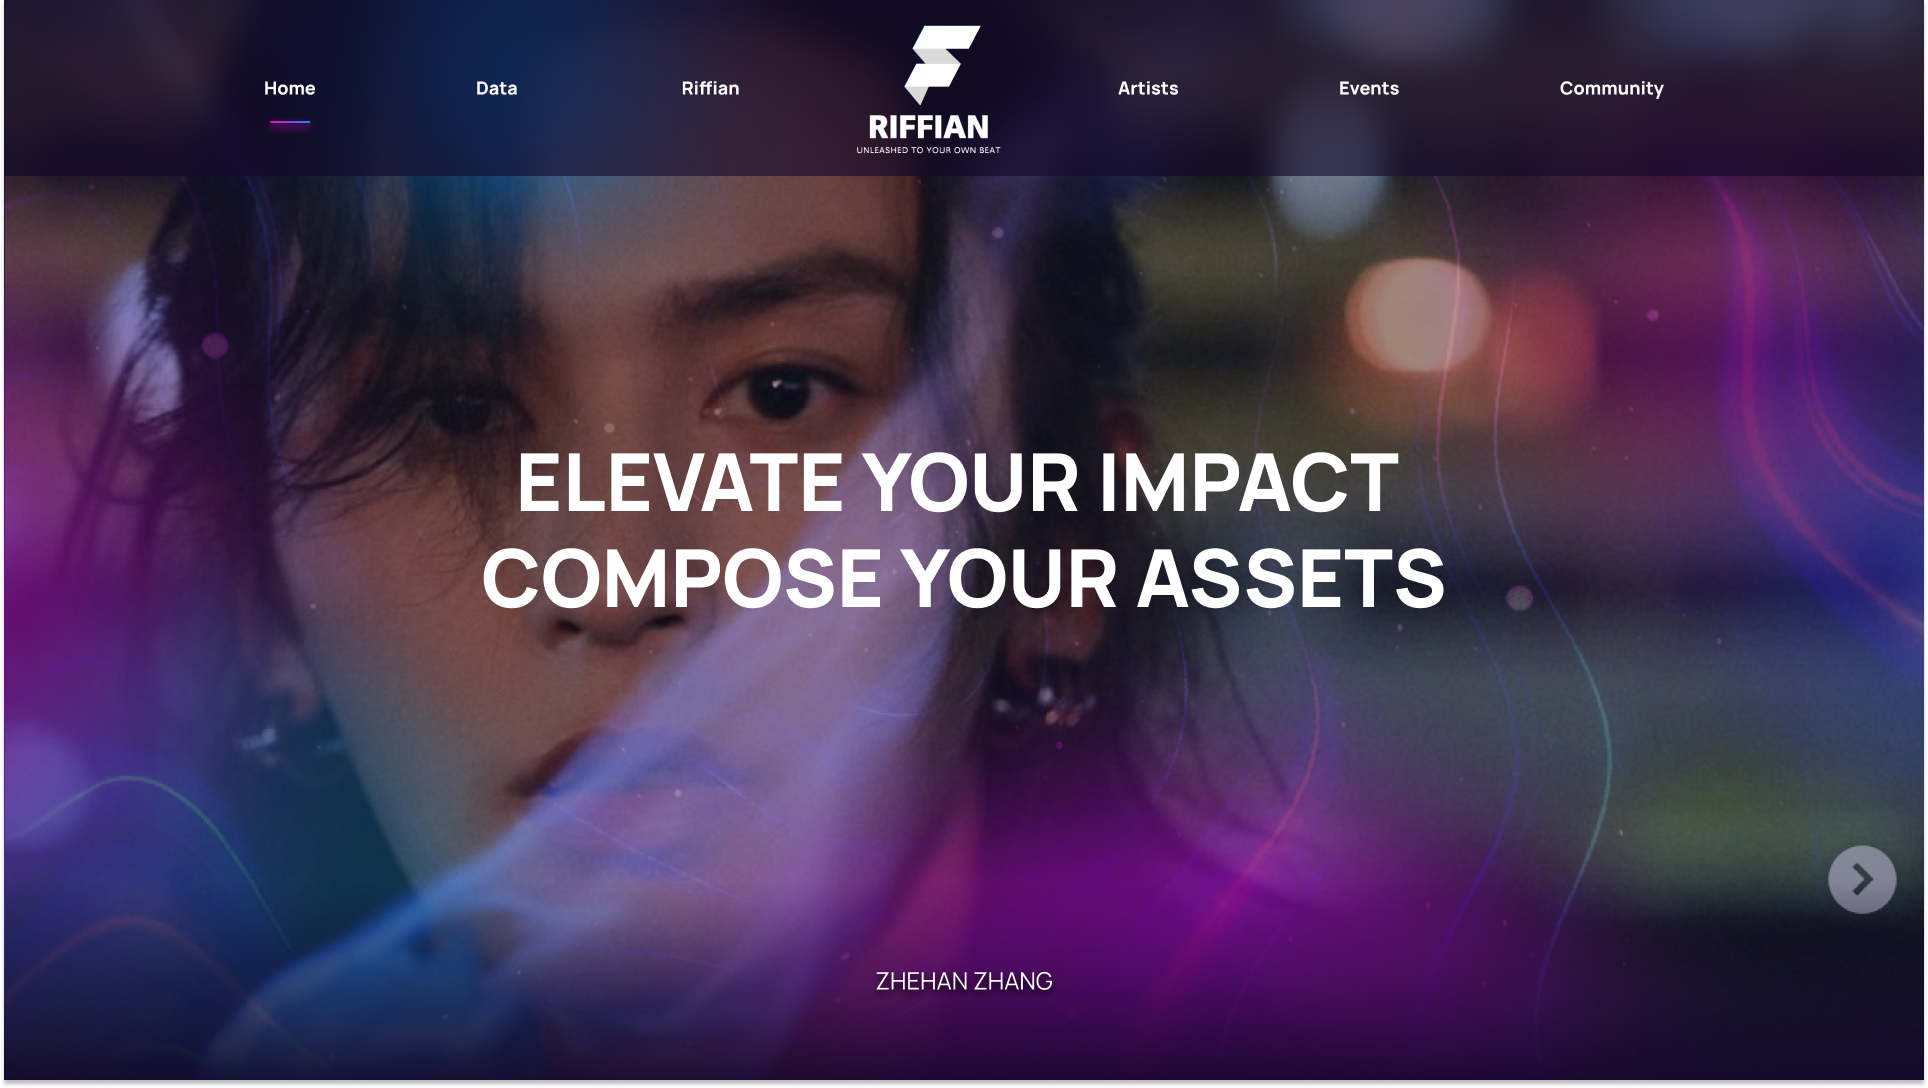 Home
Data
Riffian
RIFFIAN
UNLEASHED TO YOUR OWN BEAT
Artists
Events
Community
ELEVATE YOUR IMPACT
COMPOSE YOUR ASSETS
ZHEHAN ZHANG